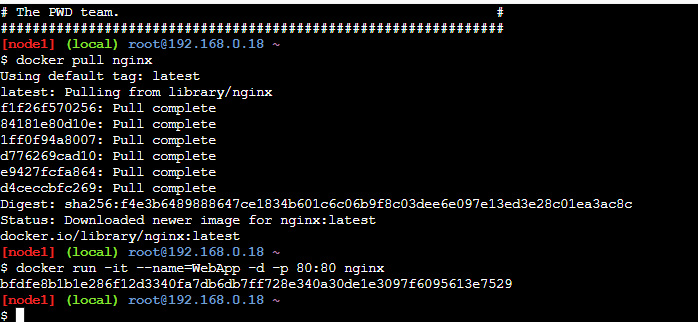 # The PWD team. #
###############################################################
[node1] (local) root@192.168.0.18 ~
$ docker pull nginx
Using default tag: latest
latest: Pulling from library/nginx
f1f26f570256: Pull complete
84181e80d10e: Pull complete
1ff0f94a8007: Pull complete
d776269cad10: Pull complete
e9427fcfa864: Pull complete
d4ceccbfc269: Pull complete
Digest: sha256:f4e3b6489888647ce1834b601c6c06b9f8c03dee6e097e13ed3e28c01ea3ac8c
Status: Downloaded newer image for nginx:latest
docker.io/library/nginx:latest
[node1] (local) root@192.168.0.18 ~
$ docker run -it --name=WebApp -d -p 80:80 nginx
bfdfe8b1b1e286f12d3340fa7db6db7ff728e340a30de1e3097f6095613e7529
[node1] (local) root@192.168.0.18 ~
$